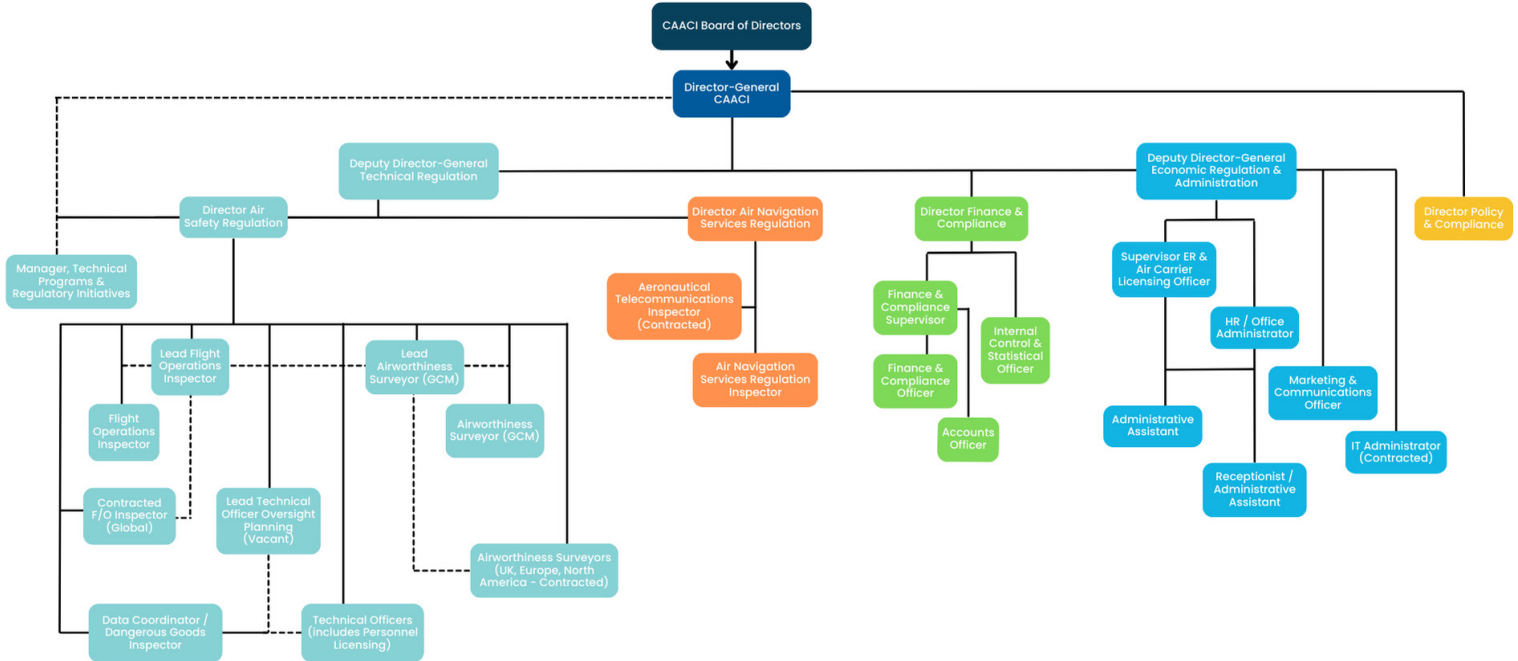 CAACI Board of Directors
Director-General
CAACI
Deputy Director-General
Technical Regulation
Deputy Director-General
Economic Regulation &
Administration
Director Air
Safety Regulation
Director Air Navigation
Services Regulation
Director Finance &
Compliance
Director Policy
& Compliance
Manager, Technical
Programs &
Regulatory Initiatives
Aeronautical
Telecommunications
Inspector
(Contracted)
Finance &
Compliance
Supervisor
Supervisor ER &
Air Carrier
Licensing Officer
HR / Office
Administrator
Internal
Control &
Statistical
Officer
Lead Flight
Operations
Inspector
Lead
Airworthiness
Surveyor (GCM)
Air Navigation
Services Regulation
Inspector
Finance &
Compliance
Officer
Marketing &
Communications
Officer
Flight
Operations
Inspector
Airworthiness
Surveyor (GCM)
Accounts
Officer
Administrative
Assistant
IT Administrator
(Contracted)
Receptionist /
Administrative
Assistant
Contracted
F/O Inspector
(Global)
Lead Technical
Officer Oversight
Planning
(Vacant)
Airworthiness Surveyors
(UK, Europe, North
America - Contracted)
Data Coordinator /
Dangerous Goods
Inspector
Technical Officers
(includes Personnel
Licensing)